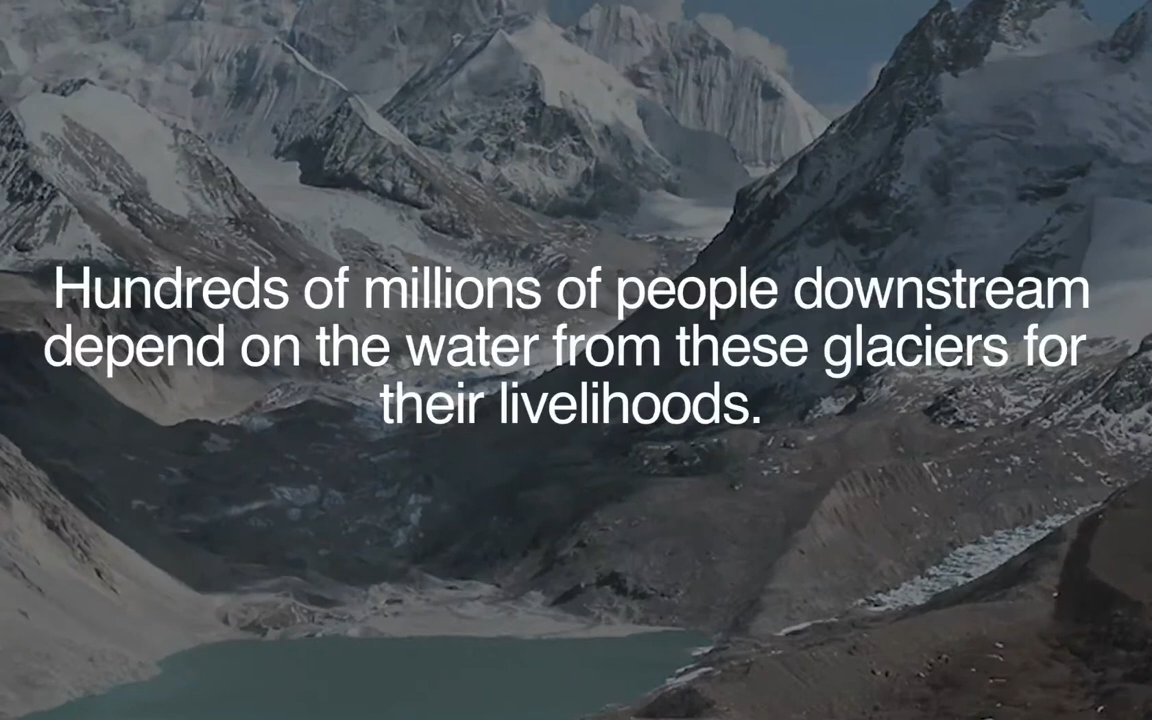 Hundreds of millions of people downstream
depend on the water from these glaciers for
their livelihoods.